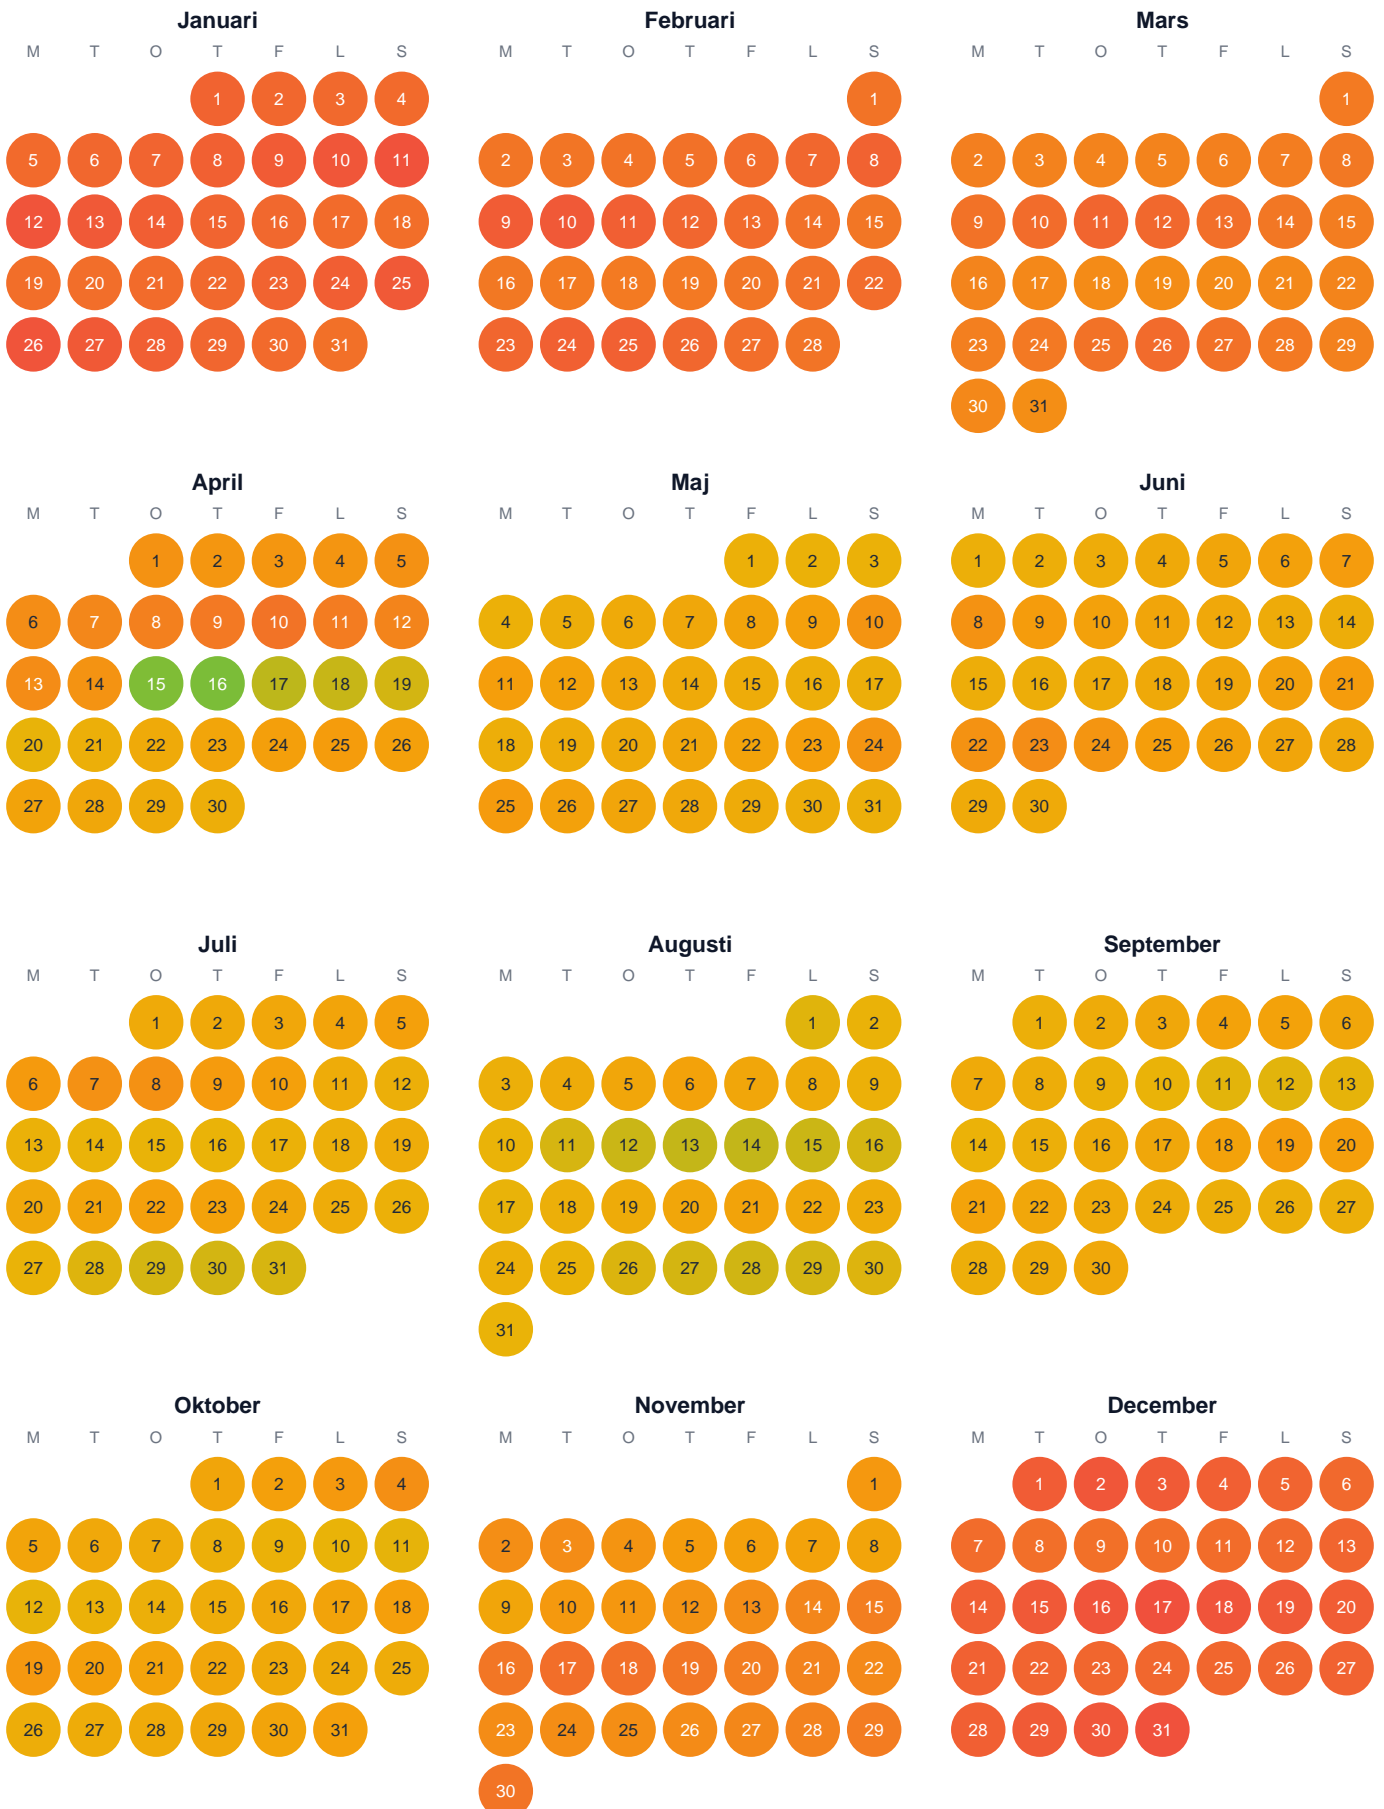 Januari Februari Mars
M T O T F L S M T O T F L S M T O T F L S
1 2 3 4 1 1
5 6 7 8 9 10 11 2 3 4 5 6 7 8 2 3 4 5 6 7 8
12 13 14 15 16 17 18 9 10 11 12 13 14 15 9 10 11 12 13 14 15
19 20 21 22 23 24 25 16 17 18 19 20 21 22 16 17 18 19 20 21 22
26 27 28 29 30 31 23 24 25 26 27 28 23 24 25 26 27 28 29
30 31
April Maj Juni
M T O T F L S M T O T F L S M T O T F L S
1 2 3 4 5 1 2 3 1 2 3 4 5 6 7
6 7 8 9 10 11 12 4 5 6 7 8 9 10 8 9 10 11 12 13 14
13 14 15 16 17 18 19 11 12 13 14 15 16 17 15 16 17 18 19 20 21
20 21 22 23 24 25 26 18 19 20 21 22 23 24 22 23 24 25 26 27 28
27 28 29 30 25 26 27 28 29 30 31 29 30
Juli Augusti September
M T O T F L S M T O T F L S M T O T F L S
1 2 3 4 5 1 2 1 2 3 4 5 6
6 7 8 9 10 11 12 3 4 5 6 7 8 9 7 8 9 10 11 12 13
13 14 15 16 17 18 19 10 11 12 13 14 15 16 14 15 16 17 18 19 20
20 21 22 23 24 25 26 17 18 19 20 21 22 23 21 22 23 24 25 26 27
27 28 29 30 31 24 25 26 27 28 29 30 28 29 30
31
Oktober November December
M T O T F L S M T O T F L S M T O T F L S
1 2 3 4 1 1 2 3 4 5 6
5 6 7 8 9 10 11 2 3 4 5 6 7 8 7 8 9 10 11 12 13
12 13 14 15 16 17 18 9 10 11 12 13 14 15 14 15 16 17 18 19 20
19 20 21 22 23 24 25 16 17 18 19 20 21 22 21 22 23 24 25 26 27
26 27 28 29 30 31 23 24 25 26 27 28 29 28 29 30 31
30